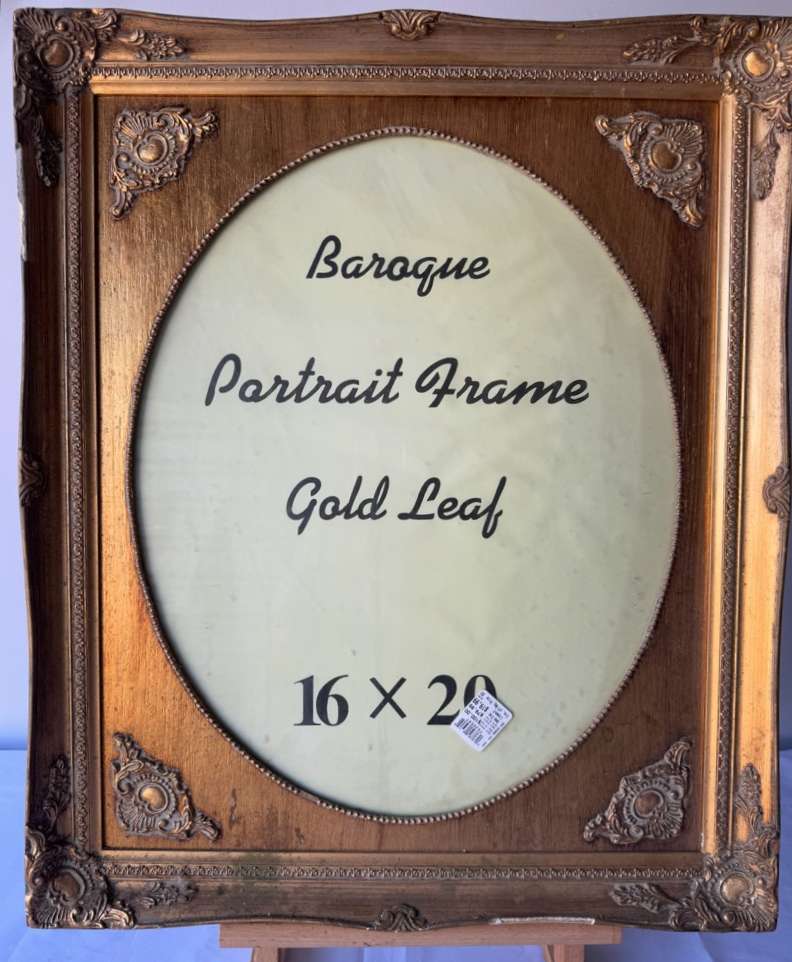 Baroque
Portrait Frame
Gold Leaf
16 × 20